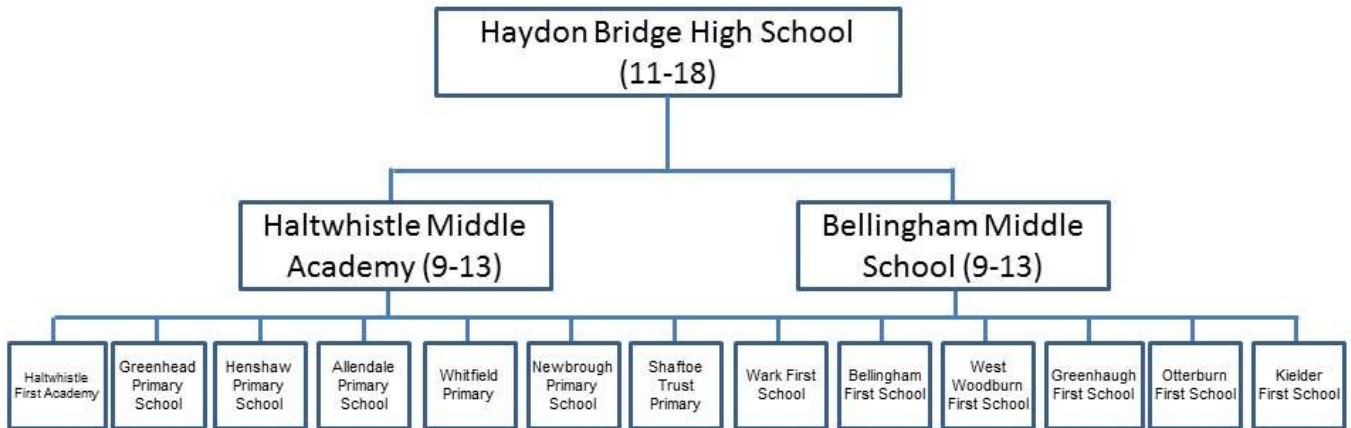 Haydon Bridge High School
(11-18)
Haltwhistle Middle
Academy (9-13)
Bellingham Middle
School (9-13)
Haltwhistle
First Academy
Greenhead
Primary
School
Henshaw
Primary
School
Allendale
Primary
School
Whitfield
Primary
Newbrough
Primary
School
Shaftoe
Trust
Primary
Wark First
School
Bellingham
First School
West
Woodburn
First School
Greenhaugh
First School
Otterburn
First School
Kielder
First School